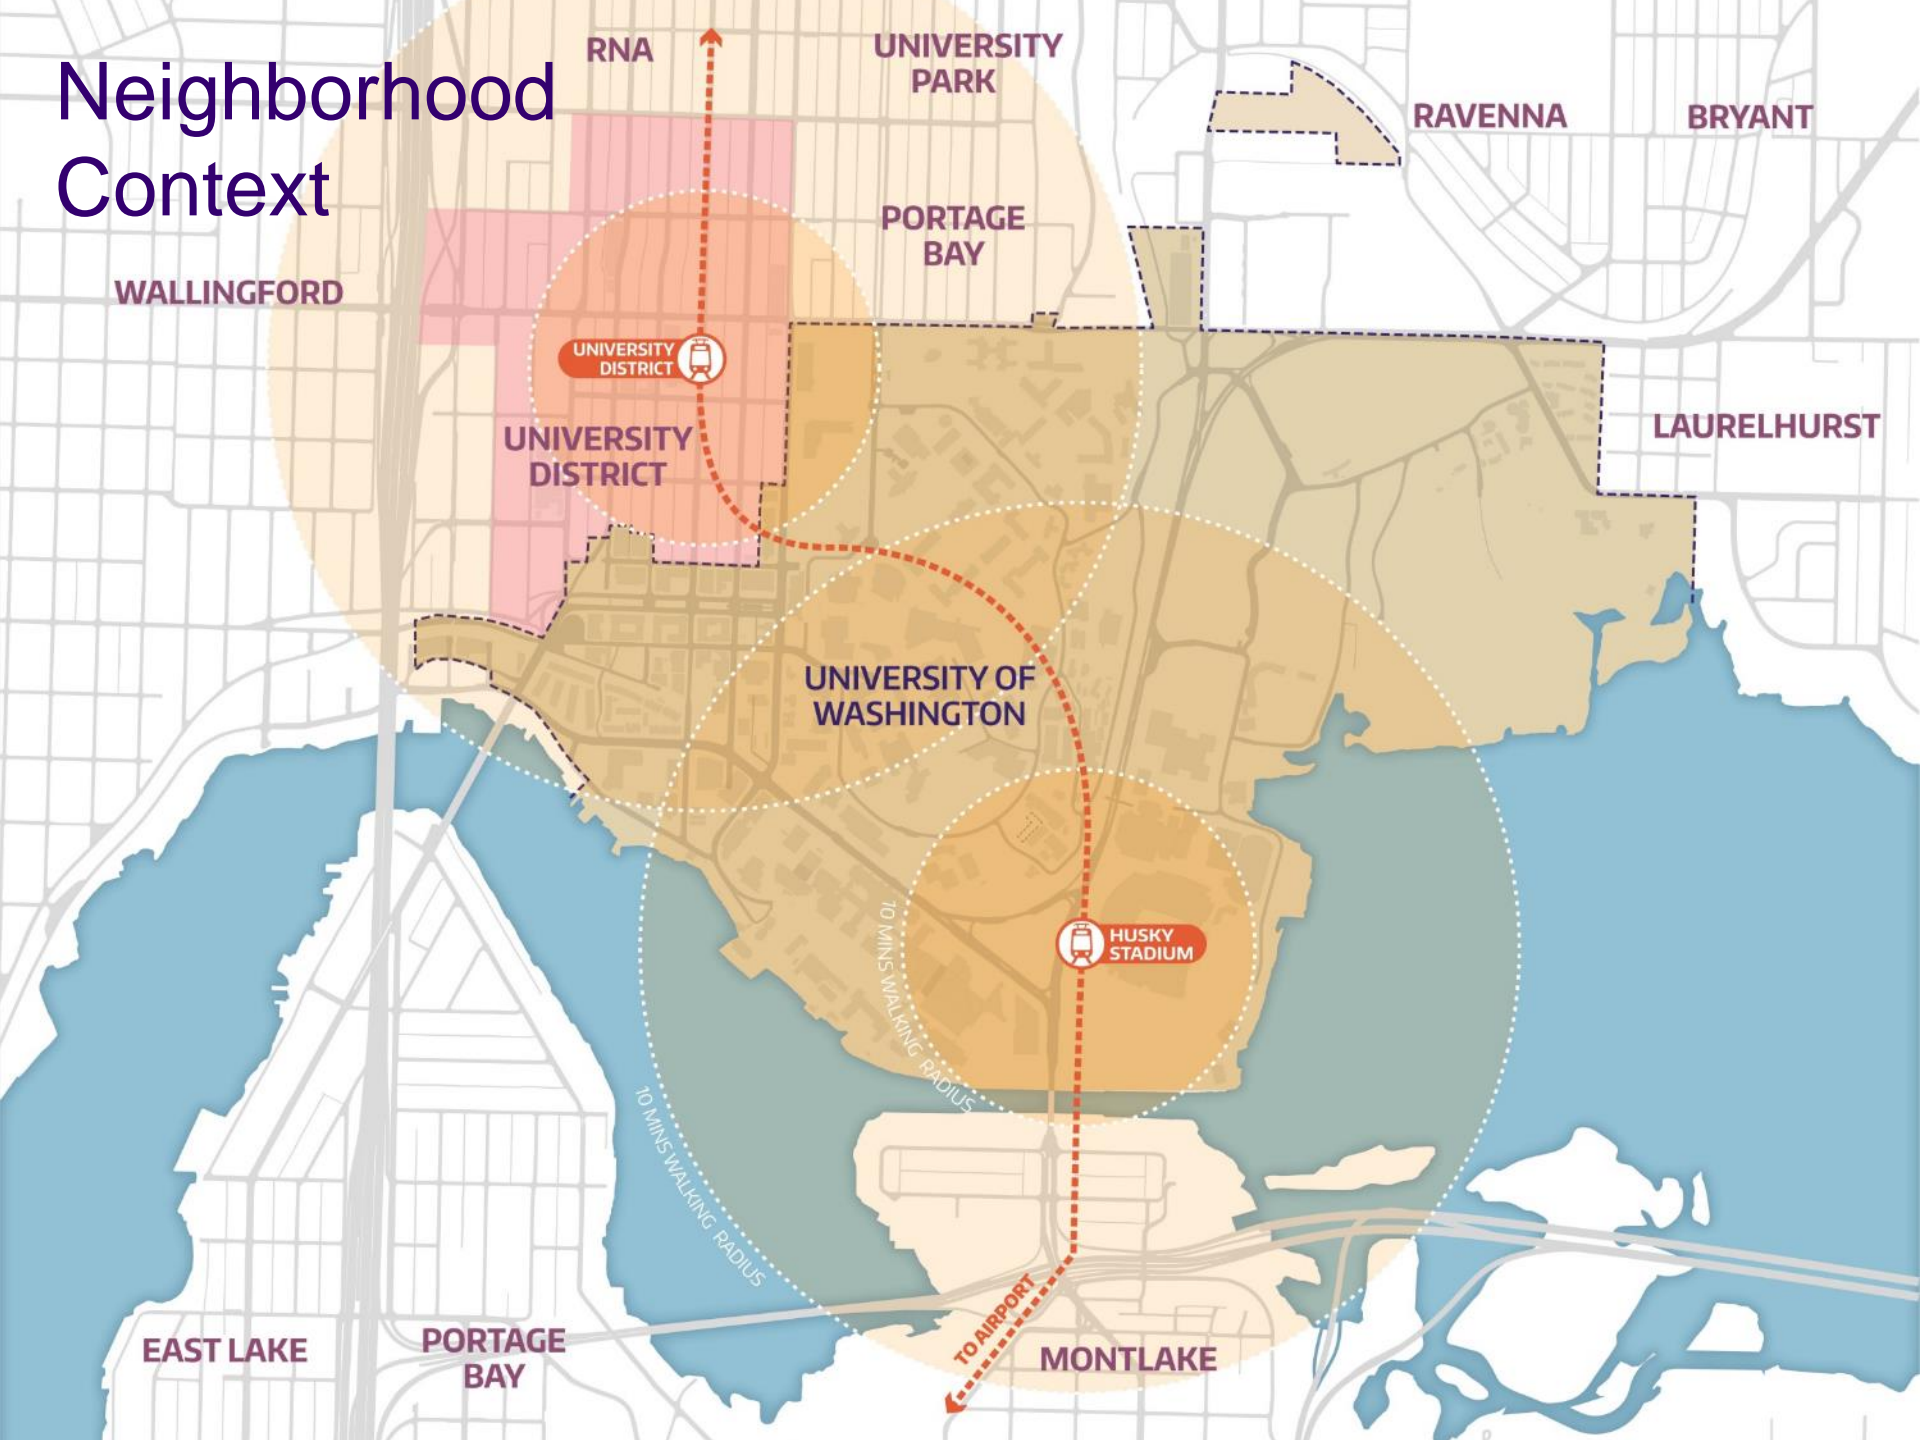 Neighborhood
Context
RNA
UNIVERSITY
PARK
RAVENNA
BRYANT
PORTAGE
BAY
WALLINGFORD
UNIVERSITY
DISTRICT
LAURELHURST
UNIVERSITY
DISTRICT
UNIVERSITY OF
WASHINGTON
HUSKY
STADIUM
10 MINS WALKING RADIUS
10 MINS WALKING RADIUS
TO AIRPORT
EAST LAKE
PORTAGE
BAY
MONTLAKE